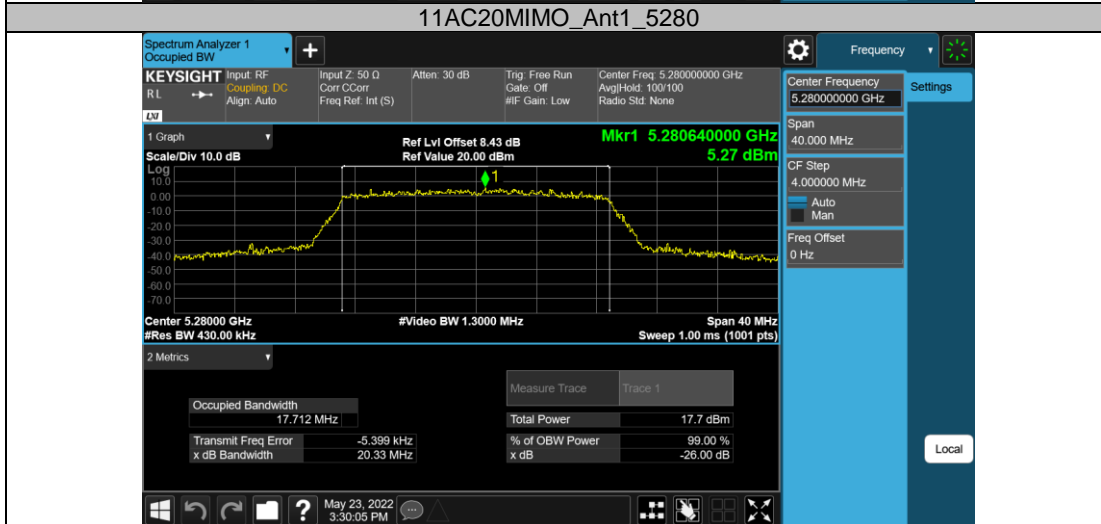 11AC20MIMO_Ant1_5280
Spectrum Analyzer 1
Occupied BW
+
Frequency
KEYSIGHT
RL
LXI
Input: RF
Coupling: DC
Align: Auto
Input Z: 50 Ω
Corr CCorr
Freq Ref: Int (S)
Atten: 30 dB
Trig: Free Run
Gate: Off
#IF Gain: Low
Center Freq: 5.280000000 GHz
Avg|Hold: 100/100
Radio Std: None
Center Frequency
5.280000000 GHz
Settings
Span
40.000 MHz
CF Step
4.000000 MHz
Auto
Man
Freq Offset
0 Hz
1 Graph
Scale/Div 10.0 dB
Ref Lvl Offset 8.43 dB
Ref Value 20.00 dBm
Mkr1 5.280640000 GHz
5.27 dBm
Log
10.0
0.00
-10.0
-20.0
-30.0
-40.0
-50.0
-60.0
-70.0
1
Center 5.28000 GHz
#Res BW 430.00 kHz
#Video BW 1.3000 MHz
Span 40 MHz
Sweep 1.00 ms (1001 pts)
2 Metrics
Measure Trace Trace 1
Occupied Bandwidth
17.712 MHz
Total Power 17.7 dBm
Transmit Freq Error -5.399 kHz
% of OBW Power 99.00 %
x dB Bandwidth 20.33 MHz
x dB -26.00 dB
Local
?
May 23, 2022
3:30:05 PM